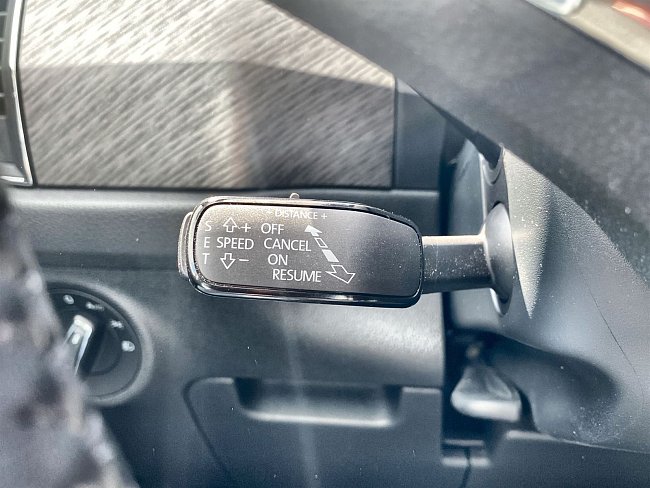 - DISTANCE +
S + OFF
E SPEED CANCEL
T - ON
RESUME